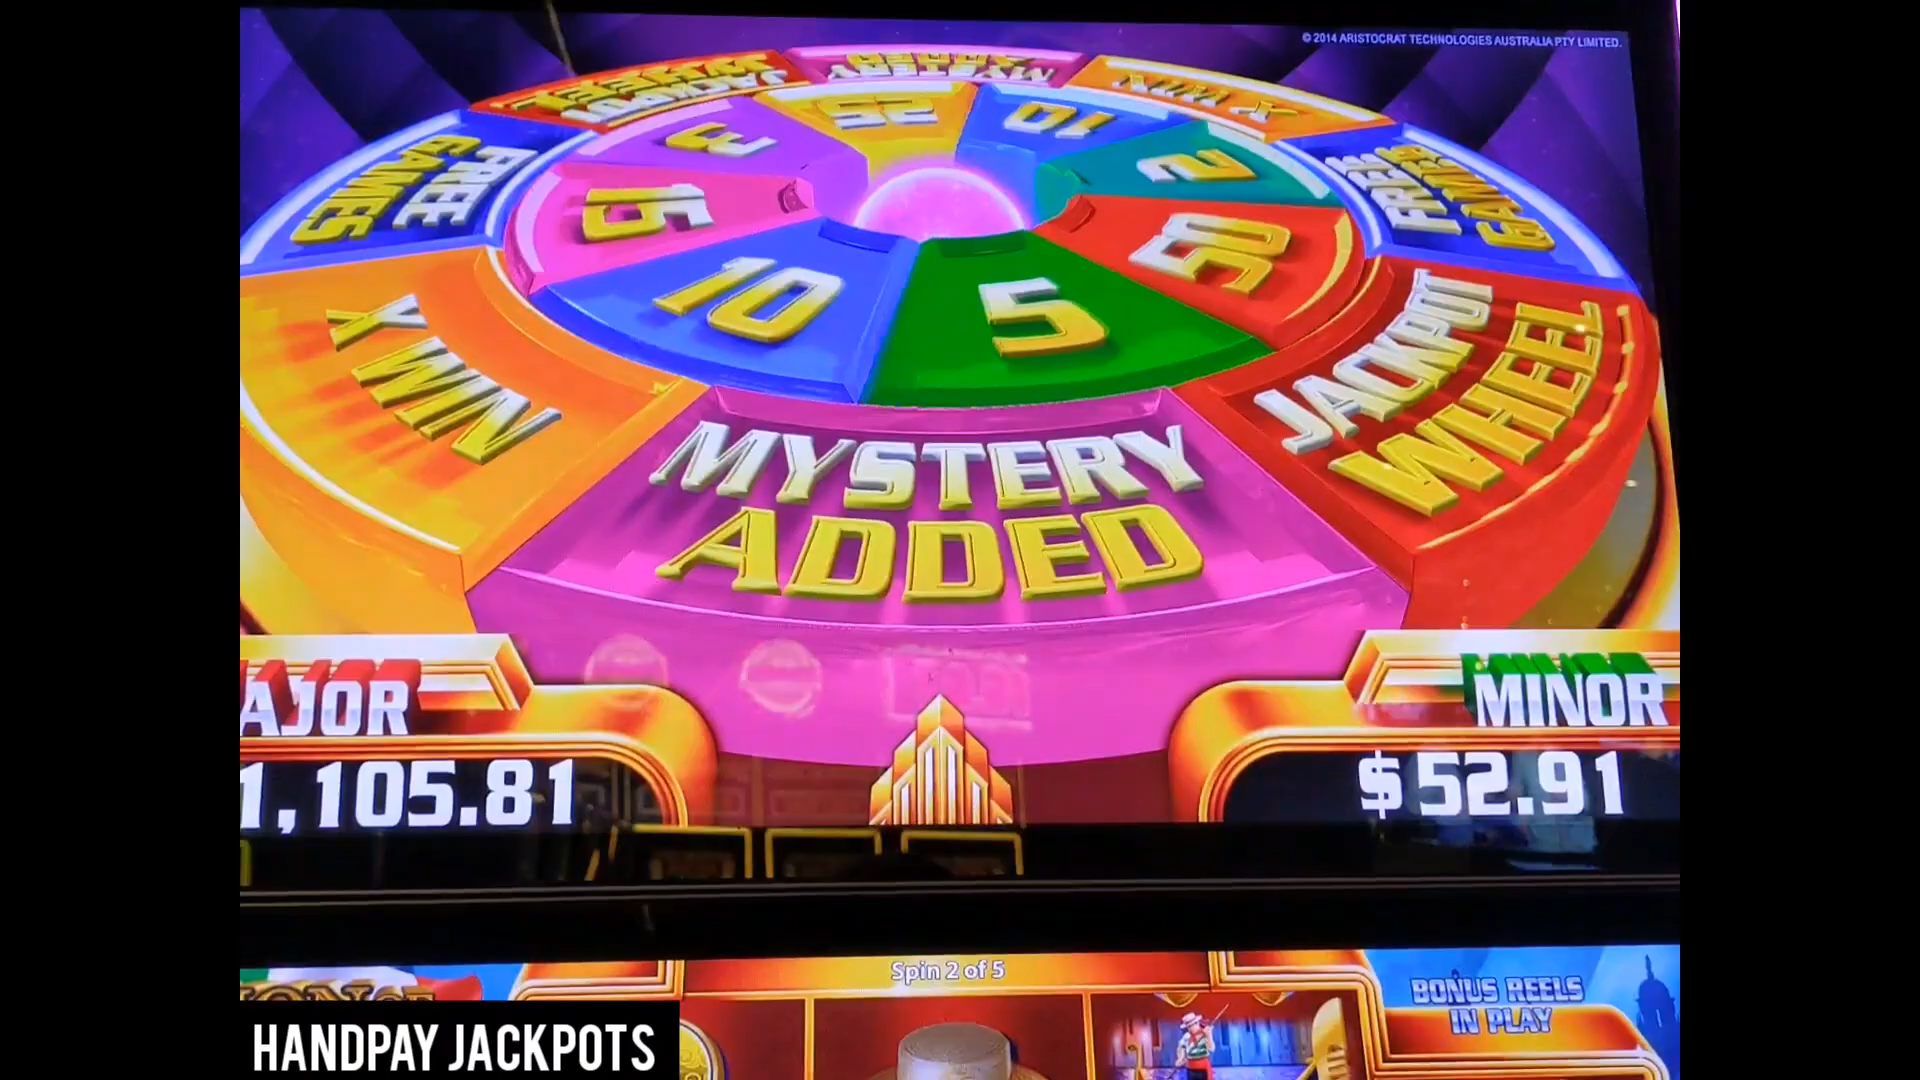 © 2014 ARISTOCRAT TECHNOLOGIES AUSTRALIA PTY LIMITED.
JACKPOT
WHEEL
MYSTERY
ADDED
X WIN
FREE
GAMES
3
25
10
2
FREE
GAMES
15
50
10
5
X WIN
JACKPOT
WHEEL
MYSTERY
ADDED
AJOR
1,105.81
MINOR
$52.91
Spin 2 of 5
BONUS REELS
IN PLAY
HANDPAY JACKPOTS